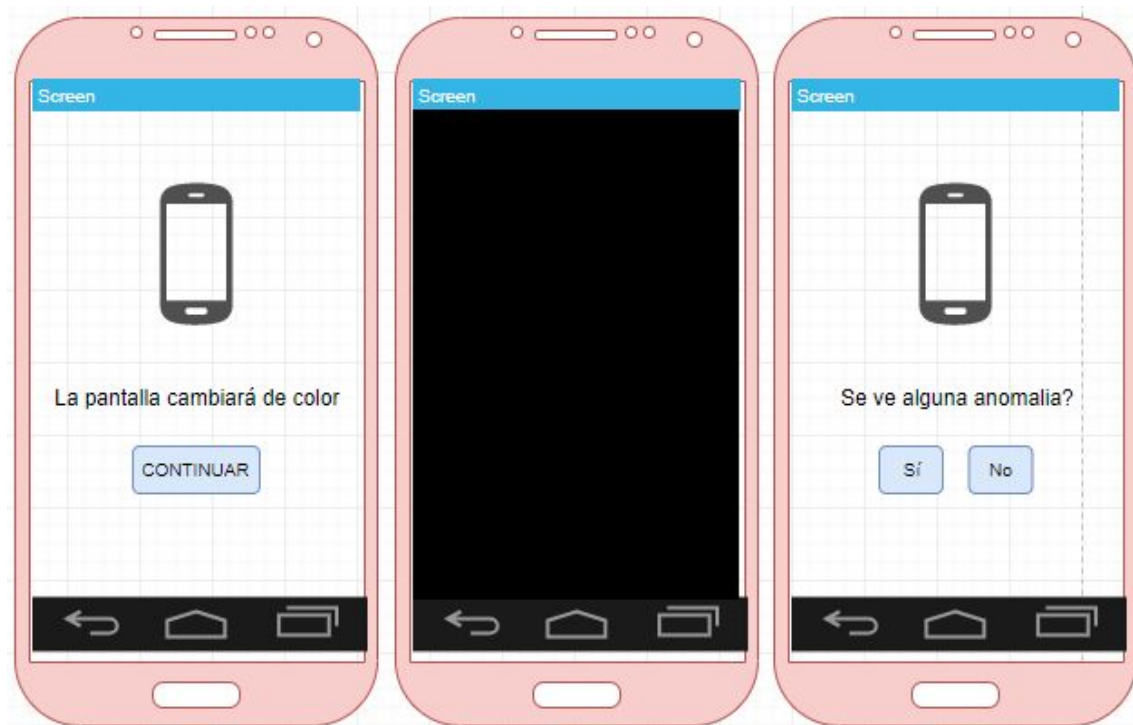 Screen
La pantalla cambiará de color
CONTINUAR
Screen
Screen
Se ve alguna anomalia?
Sí
No